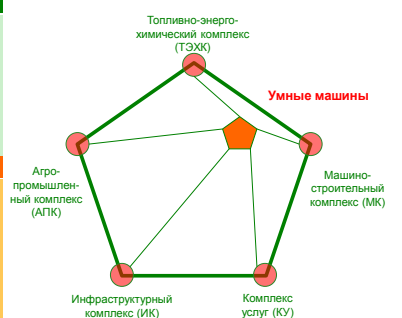 Топливно-энерго-
химический комплекс
(ТЭХК)
Умные машины
Агро-
промышлен-
ный комплекс
(АПК)
Машино-
строительный
комплекс (МК)
Инфраструктурный
комплекс (ИК)
Комплекс
услуг (КУ)